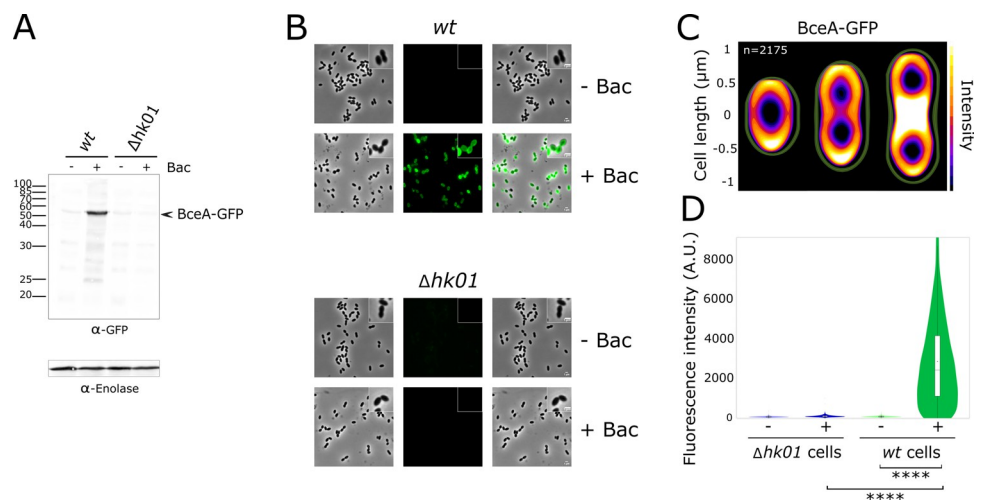 A
wt
Δhk01
- + - +
Bac
100
85
70
60
50
40
30
25
20
BceA-GFP
α-GFP
α-Enolase
B
wt
- Bac
+ Bac
Δhk01
- Bac
+ Bac
C
BceA-GFP
n=2175
Cell length (µm)
1
0.5
0
-0.5
-1
Intensity
D
Fluorescence intensity (A.U.)
8000
6000
4000
2000
0
- + - +
Δhk01 cells
wt cells
****
****